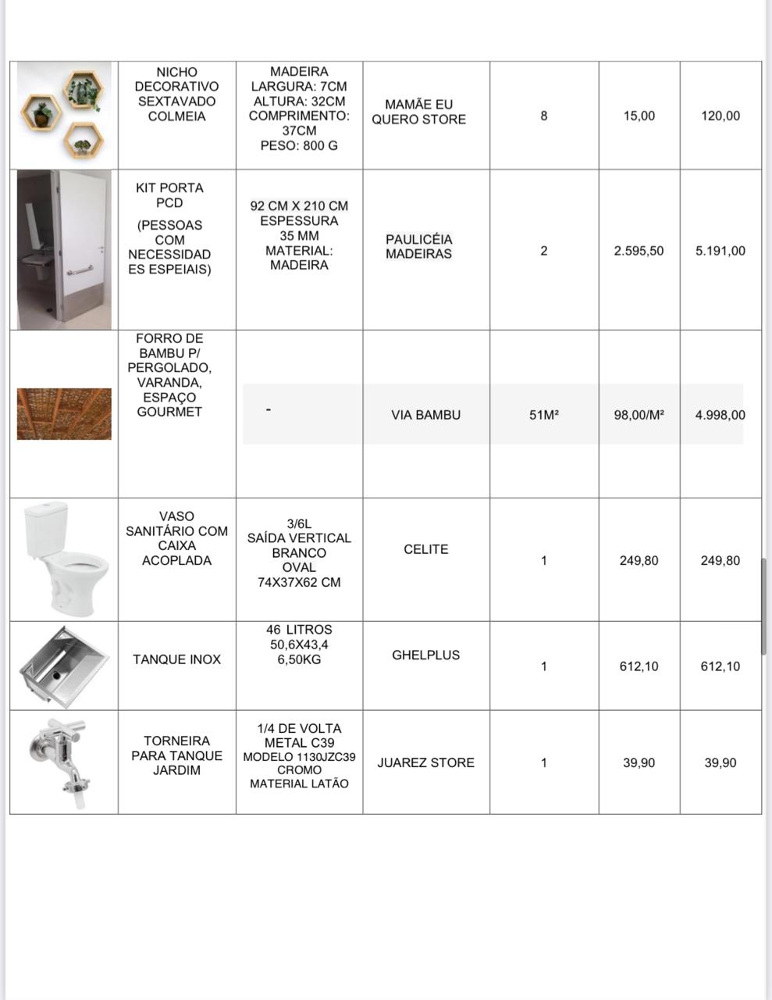 NICHO
DECORATIVO
SEXTAVADO
COLMEIA
MADEIRA
LARGURA: 7CM
ALTURA: 32CM
COMPRIMENTO:
37CM
PESO: 800 G
MAMÃE EU
QUERO STORE
8
15,00
120,00
KIT PORTA
PCD
(PESSOAS
COM
NECESSIDAD
ES ESPEIAIS)
92 CM X 210 CM
ESPESSURA
35 MM
MATERIAL:
MADEIRA
PAULICÉIA
MADEIRAS
2
2.595,50
5.191,00
FORRO DE
BAMBU P/
PERGOLADO,
VARANDA,
ESPAÇO
GOURMET
-
VIA BAMBU
51M²
98,00/M²
4.998,00
VASO
SANITÁRIO COM
CAIXA
ACOPLADA
3/6L
SAÍDA VERTICAL
BRANCO
OVAL
74X37X62 CM
CELITE
1
249,80
249,80
TANQUE INOX
46 LITROS
50,6X43,4
6,50KG
GHELPLUS
1
612,10
612,10
TORNEIRA
PARA TANQUE
JARDIM
1/4 DE VOLTA
METAL C39
MODELO 1130JZC39
CROMO
MATERIAL LATÃO
JUAREZ STORE
1
39,90
39,90